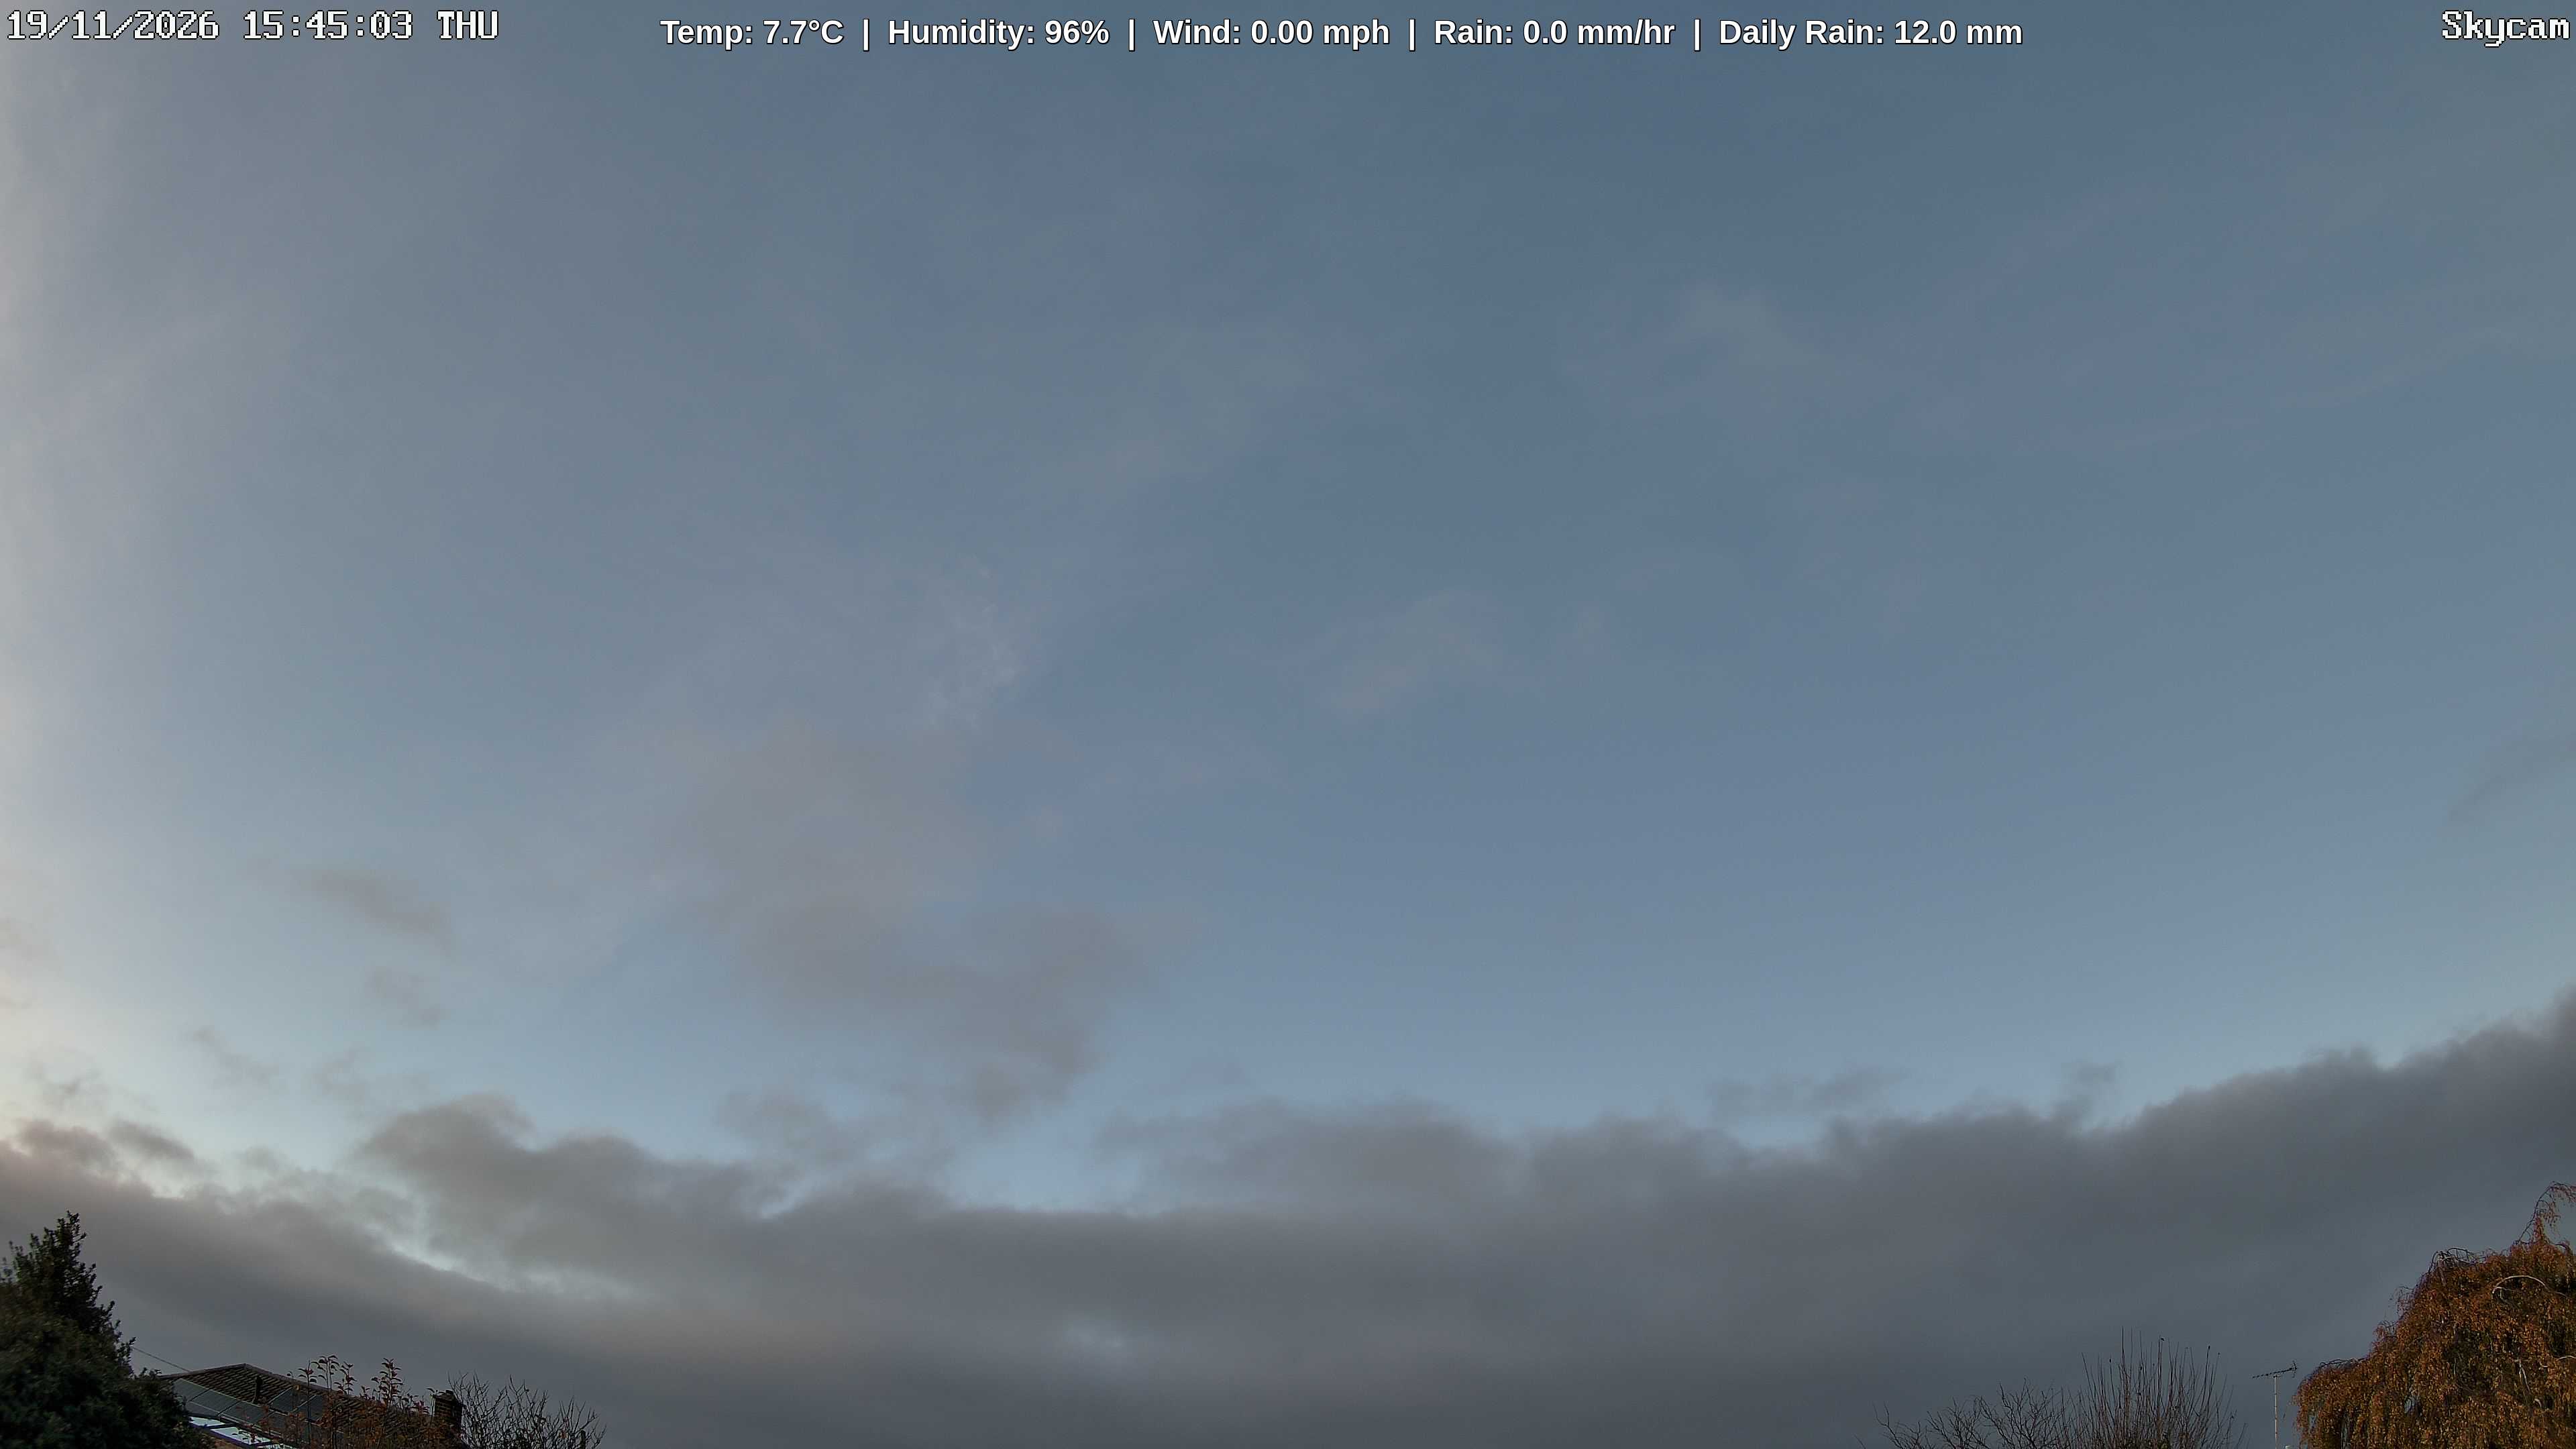 19/11/2026 15:45:03 THU
Temp: 7.7°C | Humidity: 96% | Wind: 0.00 mph | Rain: 0.0 mm/hr | Daily Rain: 12.0 mm
Skycam